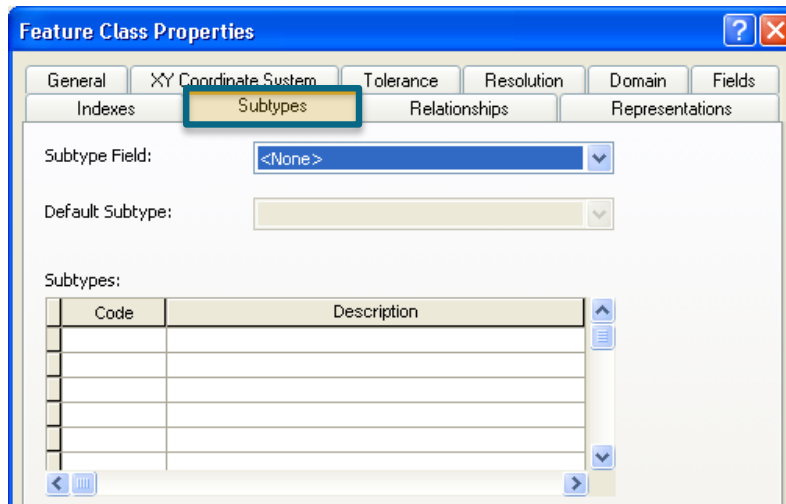 Feature Class Properties
General XY Coordinate System Tolerance Resolution Domain Fields
Indexes Subtypes Relationships Representations
Subtype Field: <None>
Default Subtype:
Subtypes:
Code Description